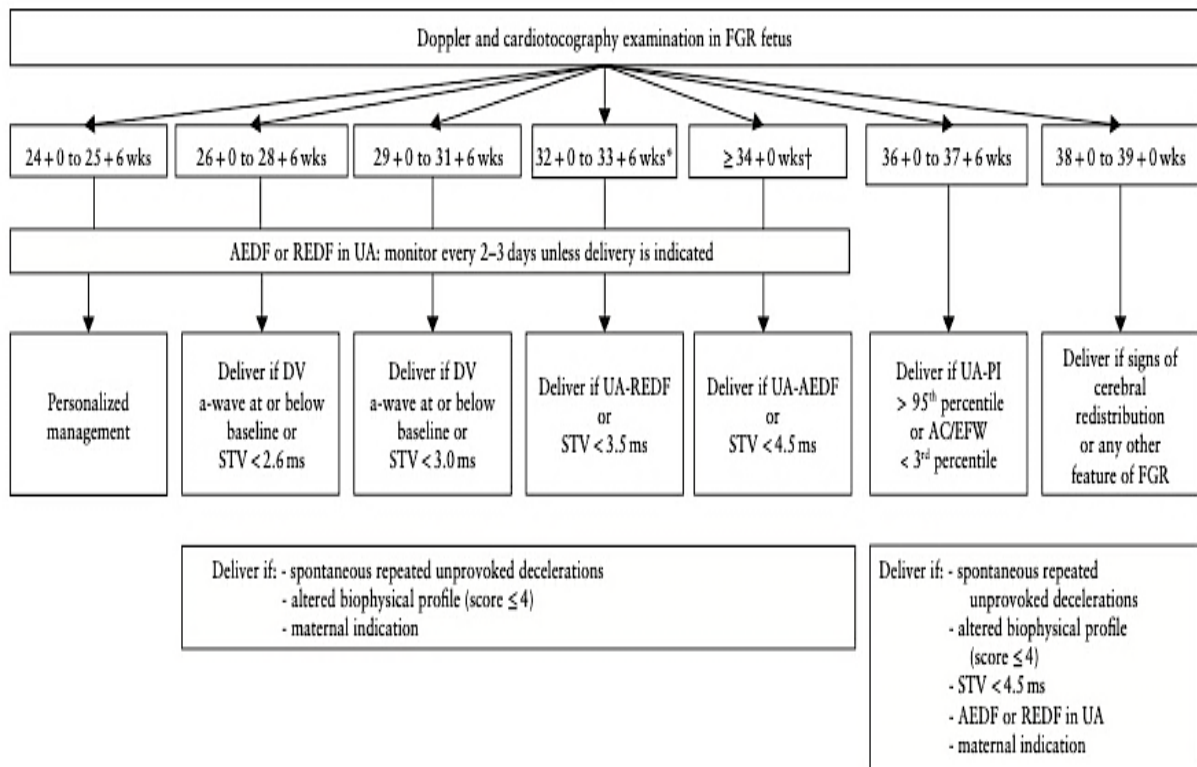 Doppler and cardiotocography examination in FGR fetus
24 + 0 to 25 + 6 wks
26 + 0 to 28 + 6 wks
29 + 0 to 31 + 6 wks
32 + 0 to 33 + 6 wks*
≥ 34 + 0 wks†
36 + 0 to 37 + 6 wks
38 + 0 to 39 + 0 wks
AEDF or REDF in UA: monitor every 2–3 days unless delivery is indicated
Personalized
management
Deliver if DV
a-wave at or below
baseline or
STV < 2.6 ms
Deliver if DV
a-wave at or below
baseline or
STV < 3.0 ms
Deliver if UA-REDF
or
STV < 3.5 ms
Deliver if UA-AEDF
or
STV < 4.5 ms
Deliver if UA-PI
> 95th percentile
or AC/EFW
< 3rd percentile
Deliver if signs of
cerebral
redistribution
or any other
feature of FGR
Deliver if: - spontaneous repeated unprovoked decelerations
- altered biophysical profile (score ≤ 4)
- maternal indication
Deliver if: - spontaneous repeated
unprovoked decelerations
- altered biophysical profile
(score ≤ 4)
- STV < 4.5 ms
- AEDF or REDF in UA
- maternal indication